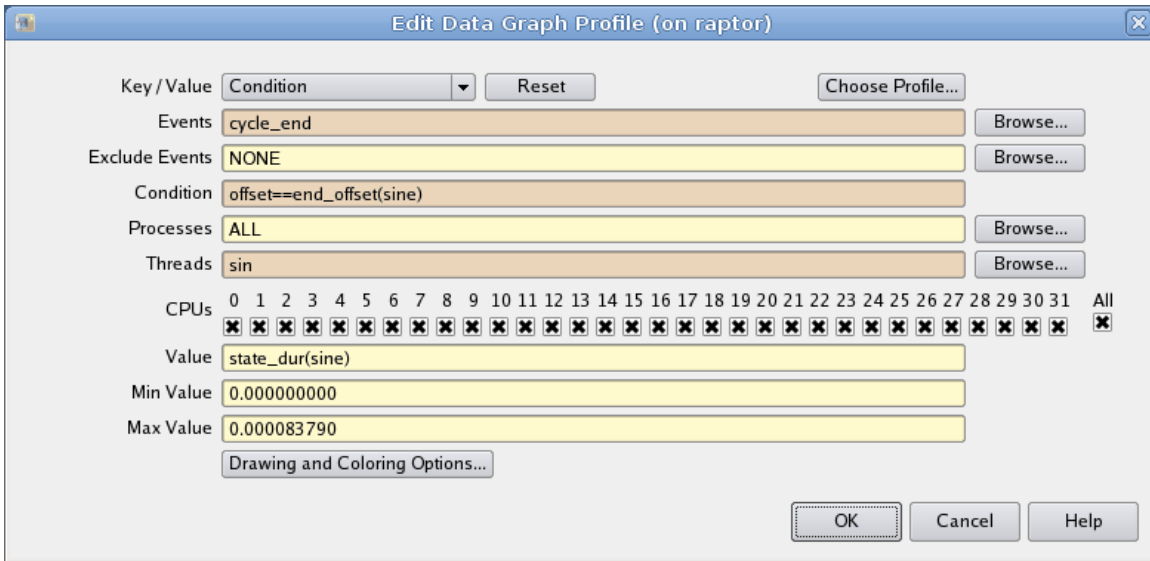 Edit Data Graph Profile (on raptor)
Key / Value Condition Reset Choose Profile...
Events cycle_end Browse...
Exclude Events NONE Browse...
Condition offset==end_offset(sine)
Processes ALL Browse...
Threads sin Browse...
CPUs 0 1 2 3 4 5 6 7 8 9 10 11 12 13 14 15 16 17 18 19 20 21 22 23 24 25 26 27 28 29 30 31 All
Value state_dur(sine)
Min Value 0.000000000
Max Value 0.000083790
Drawing and Coloring Options...
OK Cancel Help